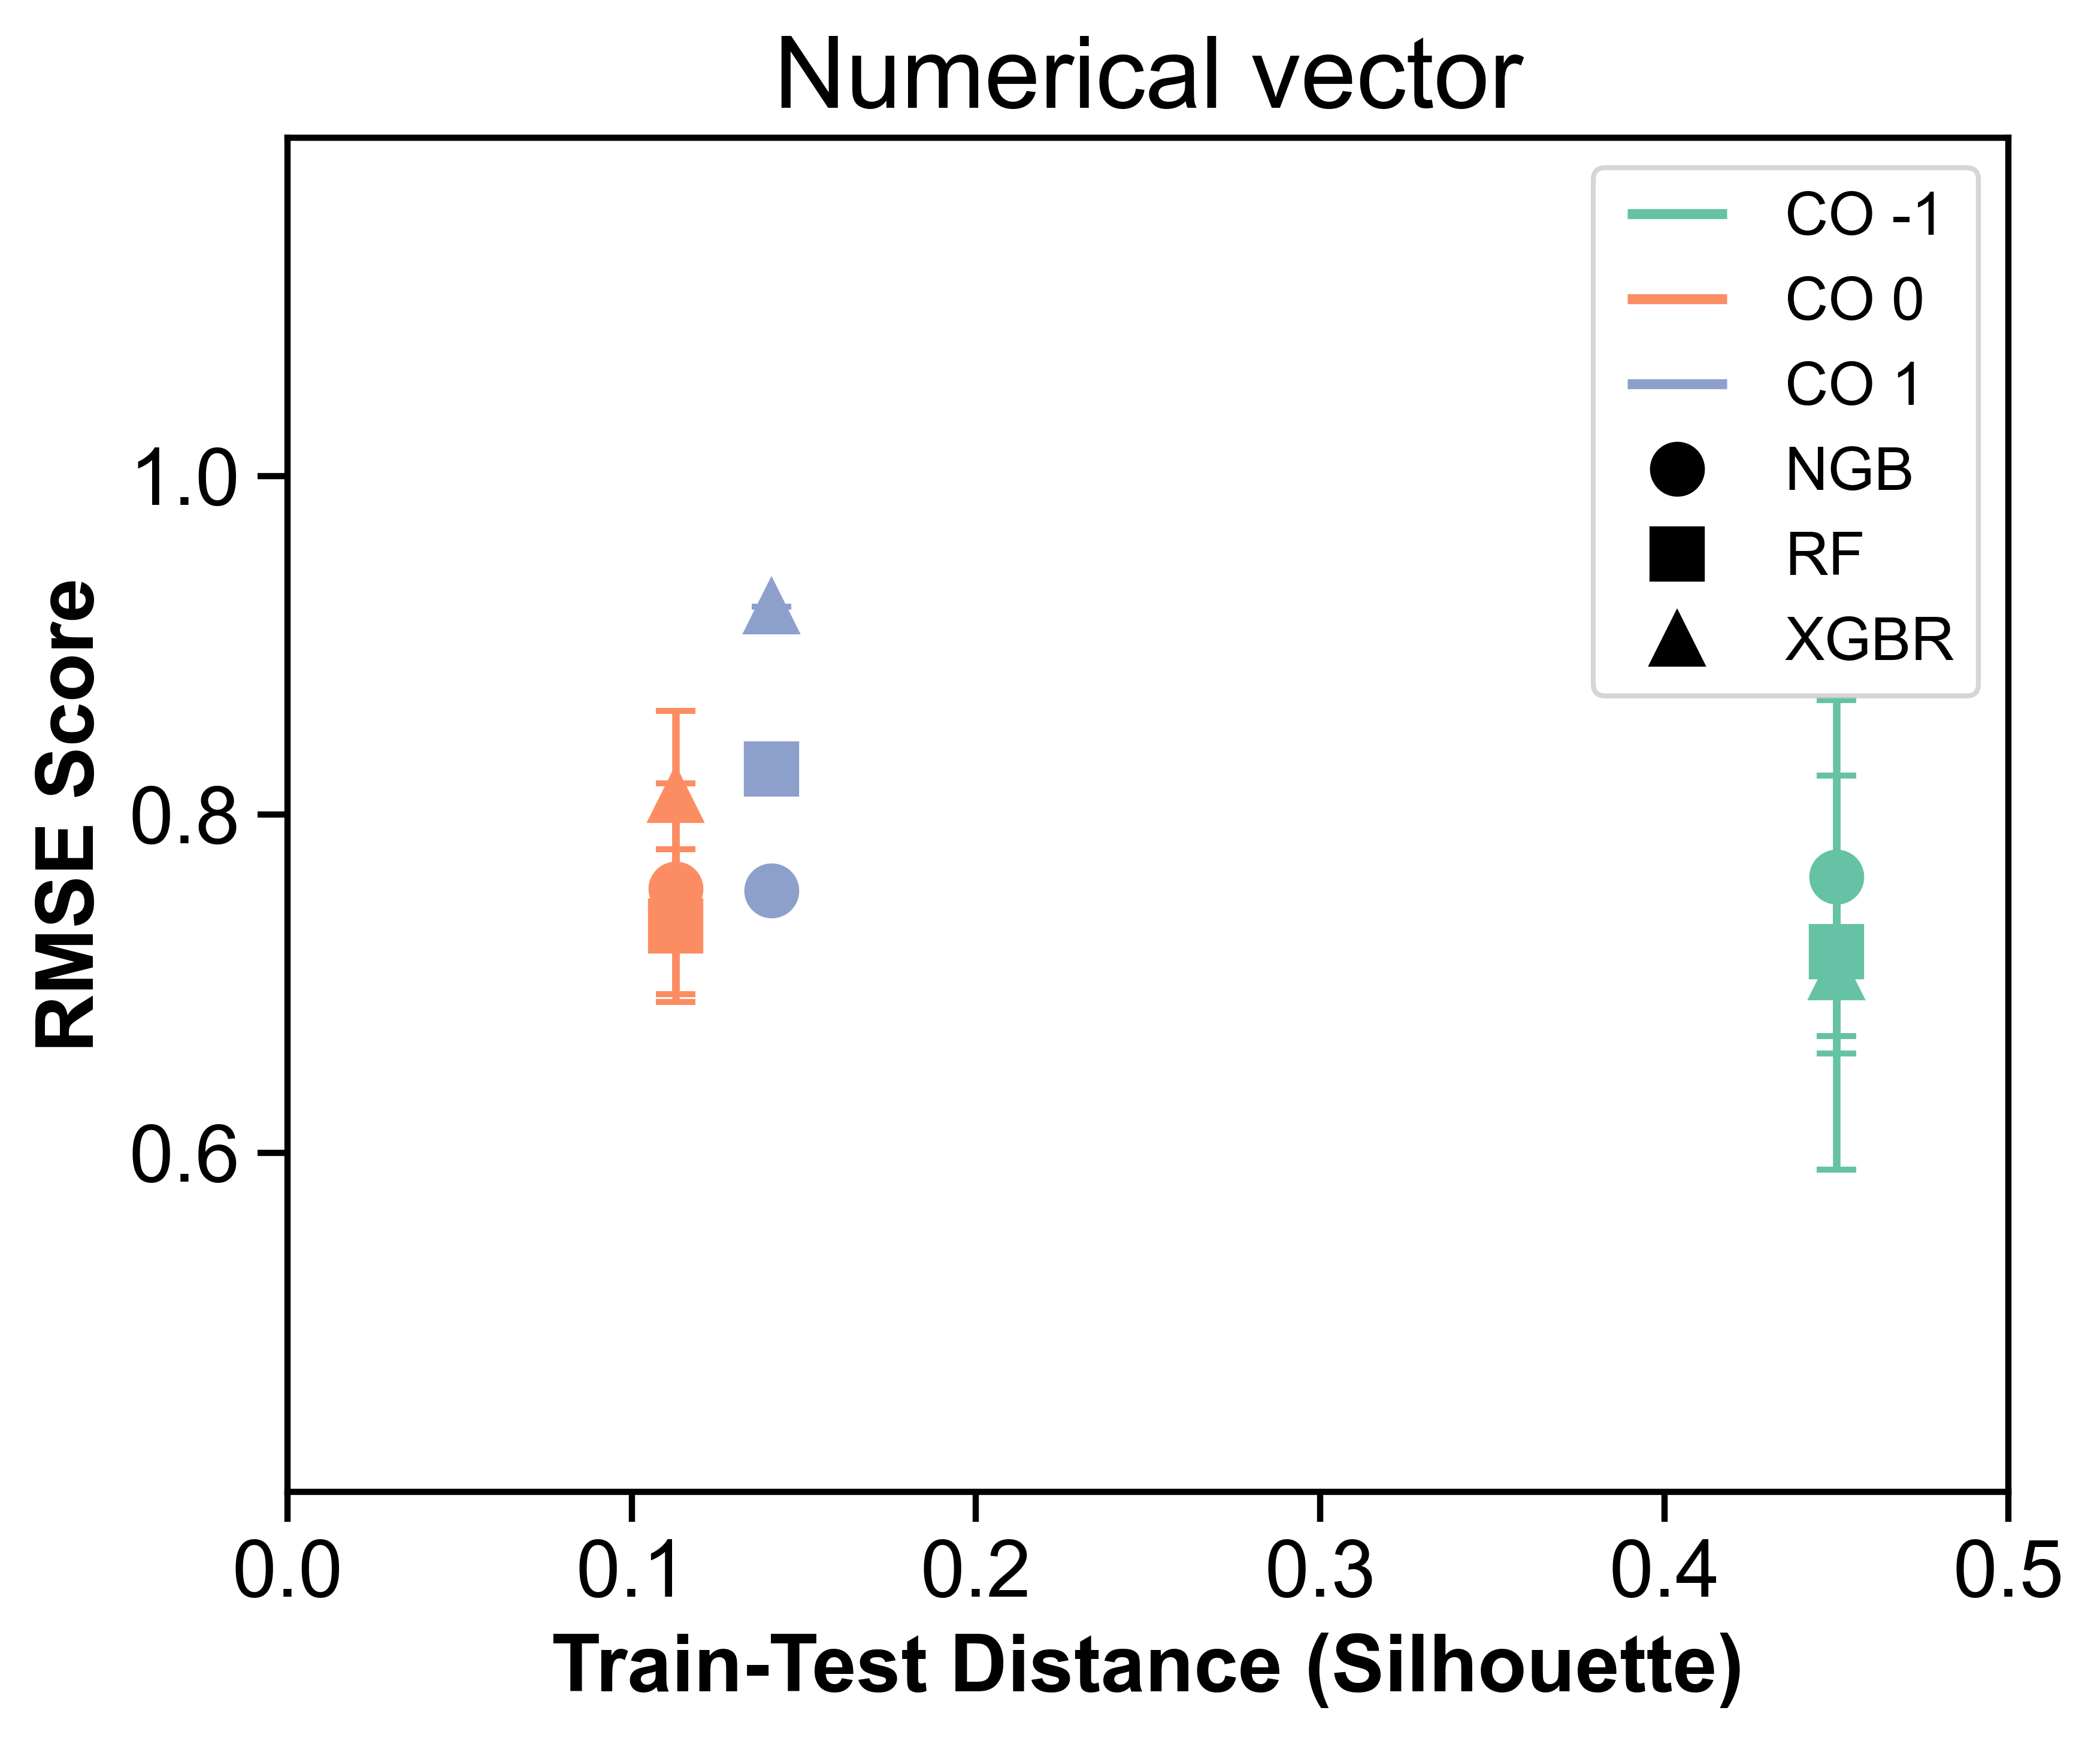 Numerical vector
CO -1
CO 0
CO 1
NGB
RF
XGBR
RMSE Score
1.0
0.8
0.6
0.0 0.1 0.2 0.3 0.4 0.5
Train-Test Distance (Silhouette)